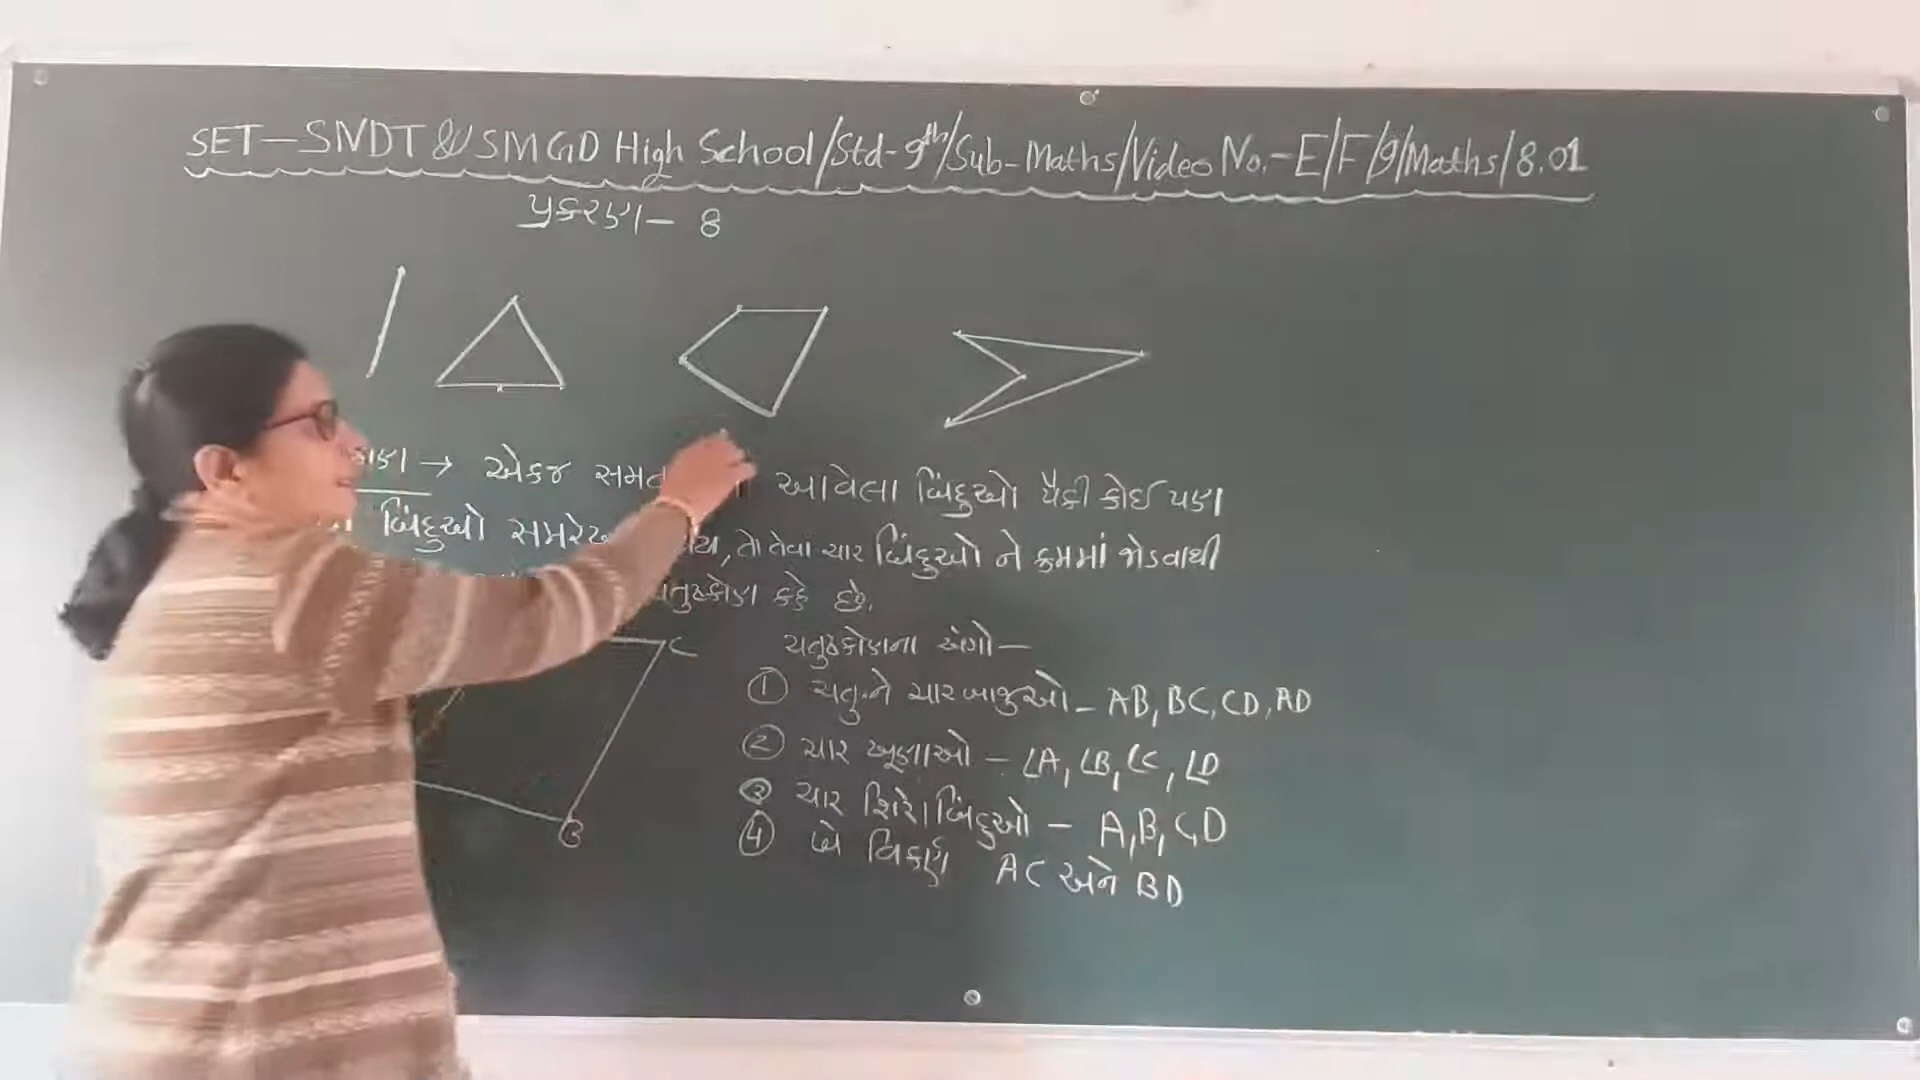 SET-SNDT & SMGD High School/Std-9th/Sub-Maths/Video No.-E/F/9/Maths/8.01
પ્રકરણ- 8
→ એકજ આવેલા બિંદુઓ પૈકી કોઈ પણ
બિંદુઓ સમરેખ , તો તેવા ચાર બિંદુઓ ને ક્રમમાં જોડવાથી
કહે છે.
C
ચતુષ્કોણના અંગો-
① ચતુ.ને ચાર બાજુઓ - AB, BC, CD, AD
② ચાર ખૂણાઓ - ∠A, ∠B, ∠C, ∠D
③ ચાર શિરોબિંદુઓ - A, B, C, D
④ બે વિકર્ણ AC અને BD
B